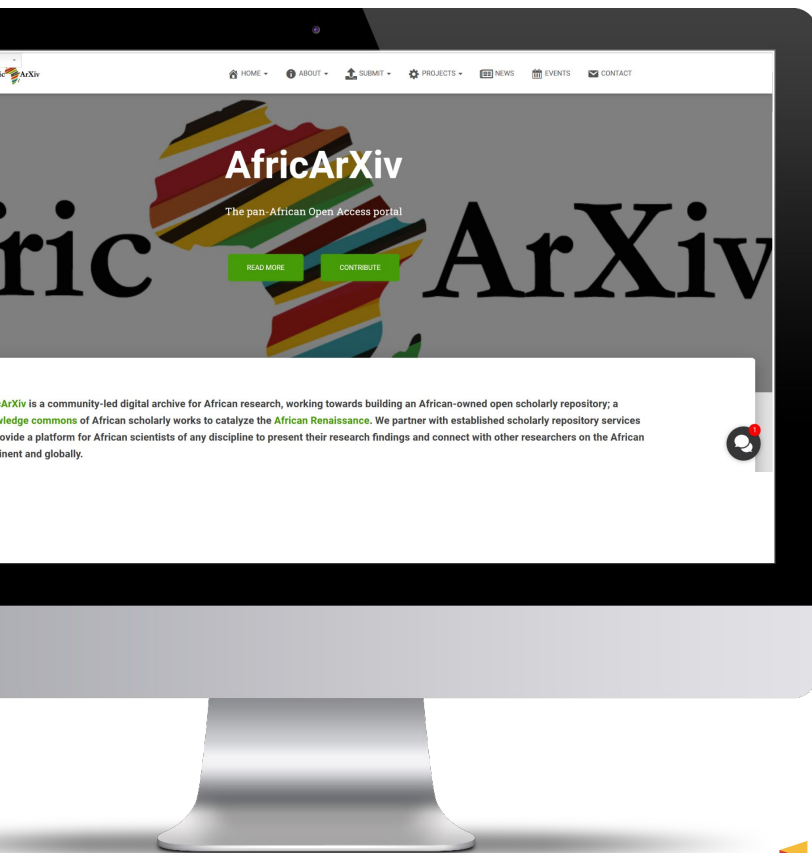 ic ArXiv
HOME ABOUT SUBMIT PROJECTS NEWS EVENTS CONTACT
AfricArXiv
The pan-African Open Access portal
ric ArXiv
READ MORE CONTRIBUTE
ArXiv is a community-led digital archive for African research, working towards building an African-owned open scholarly repository; a
wledge commons of African scholarly works to catalyze the African Renaissance. We partner with established scholarly repository services
rovide a platform for African scientists of any discipline to present their research findings and connect with other researchers on the African
inent and globally.
1